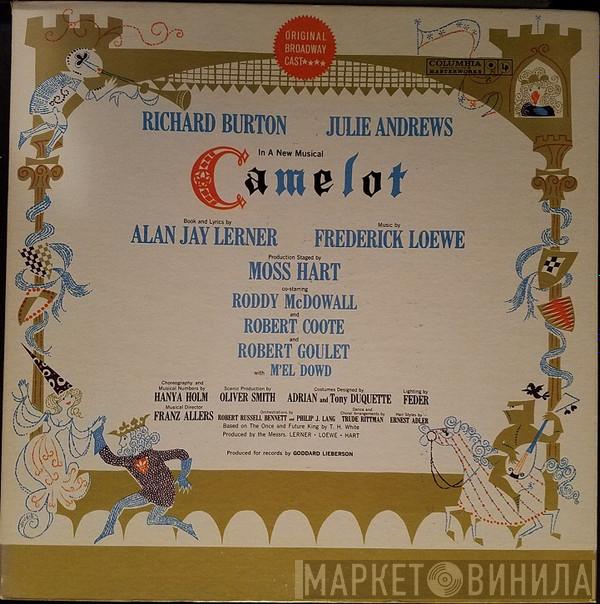 ORIGINAL
BROADWAY
CAST****
COLUMBIA
MASTERWORKS
LP
RICHARD BURTON JULIE ANDREWS
In A New Musical
Camelot
Book and Lyrics by Music by
ALAN JAY LERNER FREDERICK LOEWE
Production Staged by
MOSS HART
co-starring
RODDY McDOWALL
and
ROBERT COOTE
and
ROBERT GOULET
with M'EL DOWD
Choreography and
Musical Numbers by
HANYA HOLM
Scenic Production by
OLIVER SMITH
Costumes Designed by
ADRIAN and Tony DUQUETTE
Lighting by
FEDER
Musical Director
FRANZ ALLERS
Orchestrations by
ROBERT RUSSELL BENNETT and PHILIP J. LANG
Dance and
Choral Arrangements by
TRUDE RITTMAN
Hair Styles by
ERNEST ADLER
Based on The Once and Future King by T. H. White
Produced by the Messrs. LERNER - LOEWE - HART
Produced for records by GODDARD LIEBERSON
МАРКЕТ ВИНИЛА